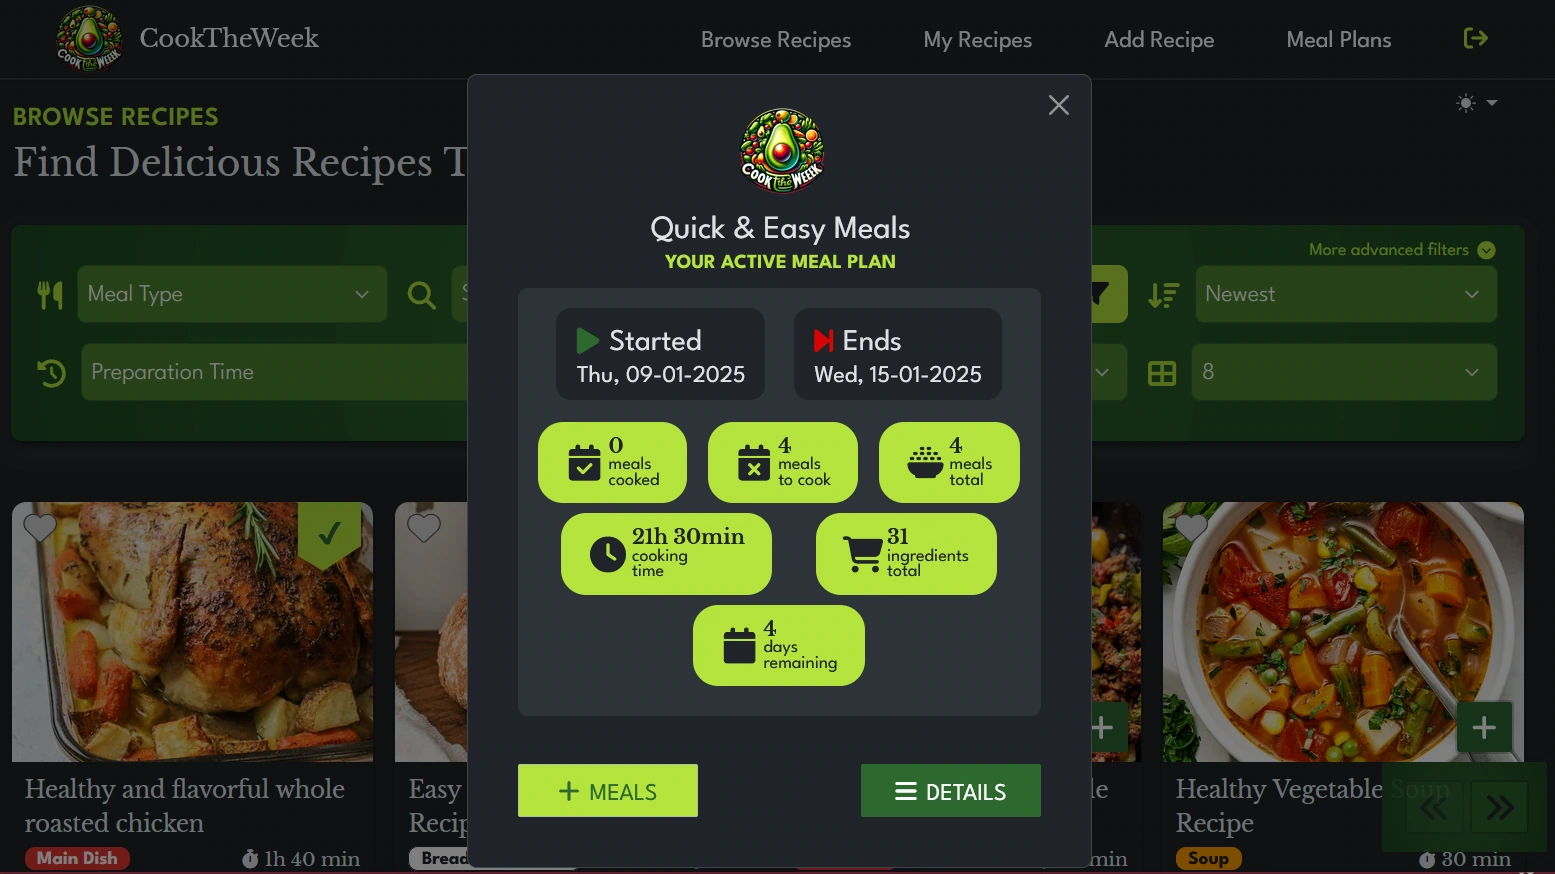 CookTheWeek
Browse Recipes
My Recipes
Add Recipe
Meal Plans
BROWSE RECIPES
Find Delicious Recipes
More advanced filters
Meal Type
Newest
Preparation Time
8
COOK the WEEK
Quick & Easy Meals
YOUR ACTIVE MEAL PLAN
Started
Thu, 09-01-2025
Ends
Wed, 15-01-2025
0
meals
cooked
4
meals
to cook
4
meals
total
21h 30min
cooking
time
31
ingredients
total
4
days
remaining
MEALS
DETAILS
Healthy and flavorful whole
roasted chicken
Main Dish
1h 40 min
Easy
Healthy Vegetable Soup
Recipe
Soup
30 min